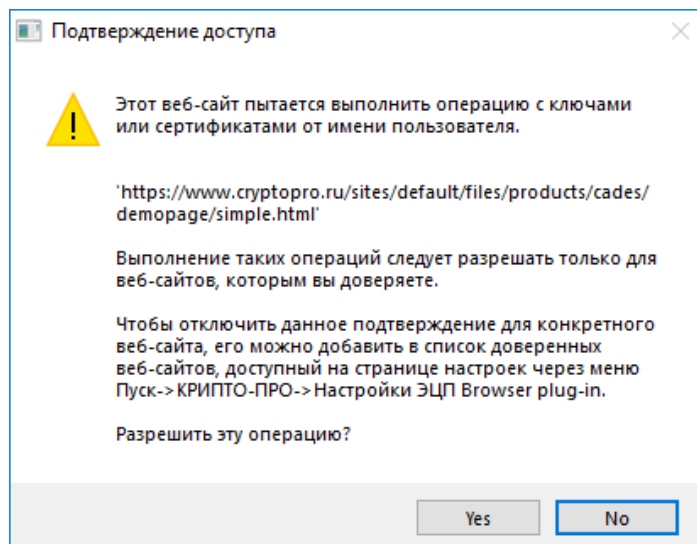 Подтверждение доступа
Этот веб-сайт пытается выполнить операцию с ключами
или сертификатами от имени пользователя.
'https://www.cryptopro.ru/sites/default/files/products/cades/
demopage/simple.html'
Выполнение таких операций следует разрешать только для
веб-сайтов, которым вы доверяете.
Чтобы отключить данное подтверждение для конкретного
веб-сайта, его можно добавить в список доверенных
веб-сайтов, доступный на странице настроек через меню
Пуск->КРИПТО-ПРО->Настройки ЭЦП Browser plug-in.
Разрешить эту операцию?
Yes
No